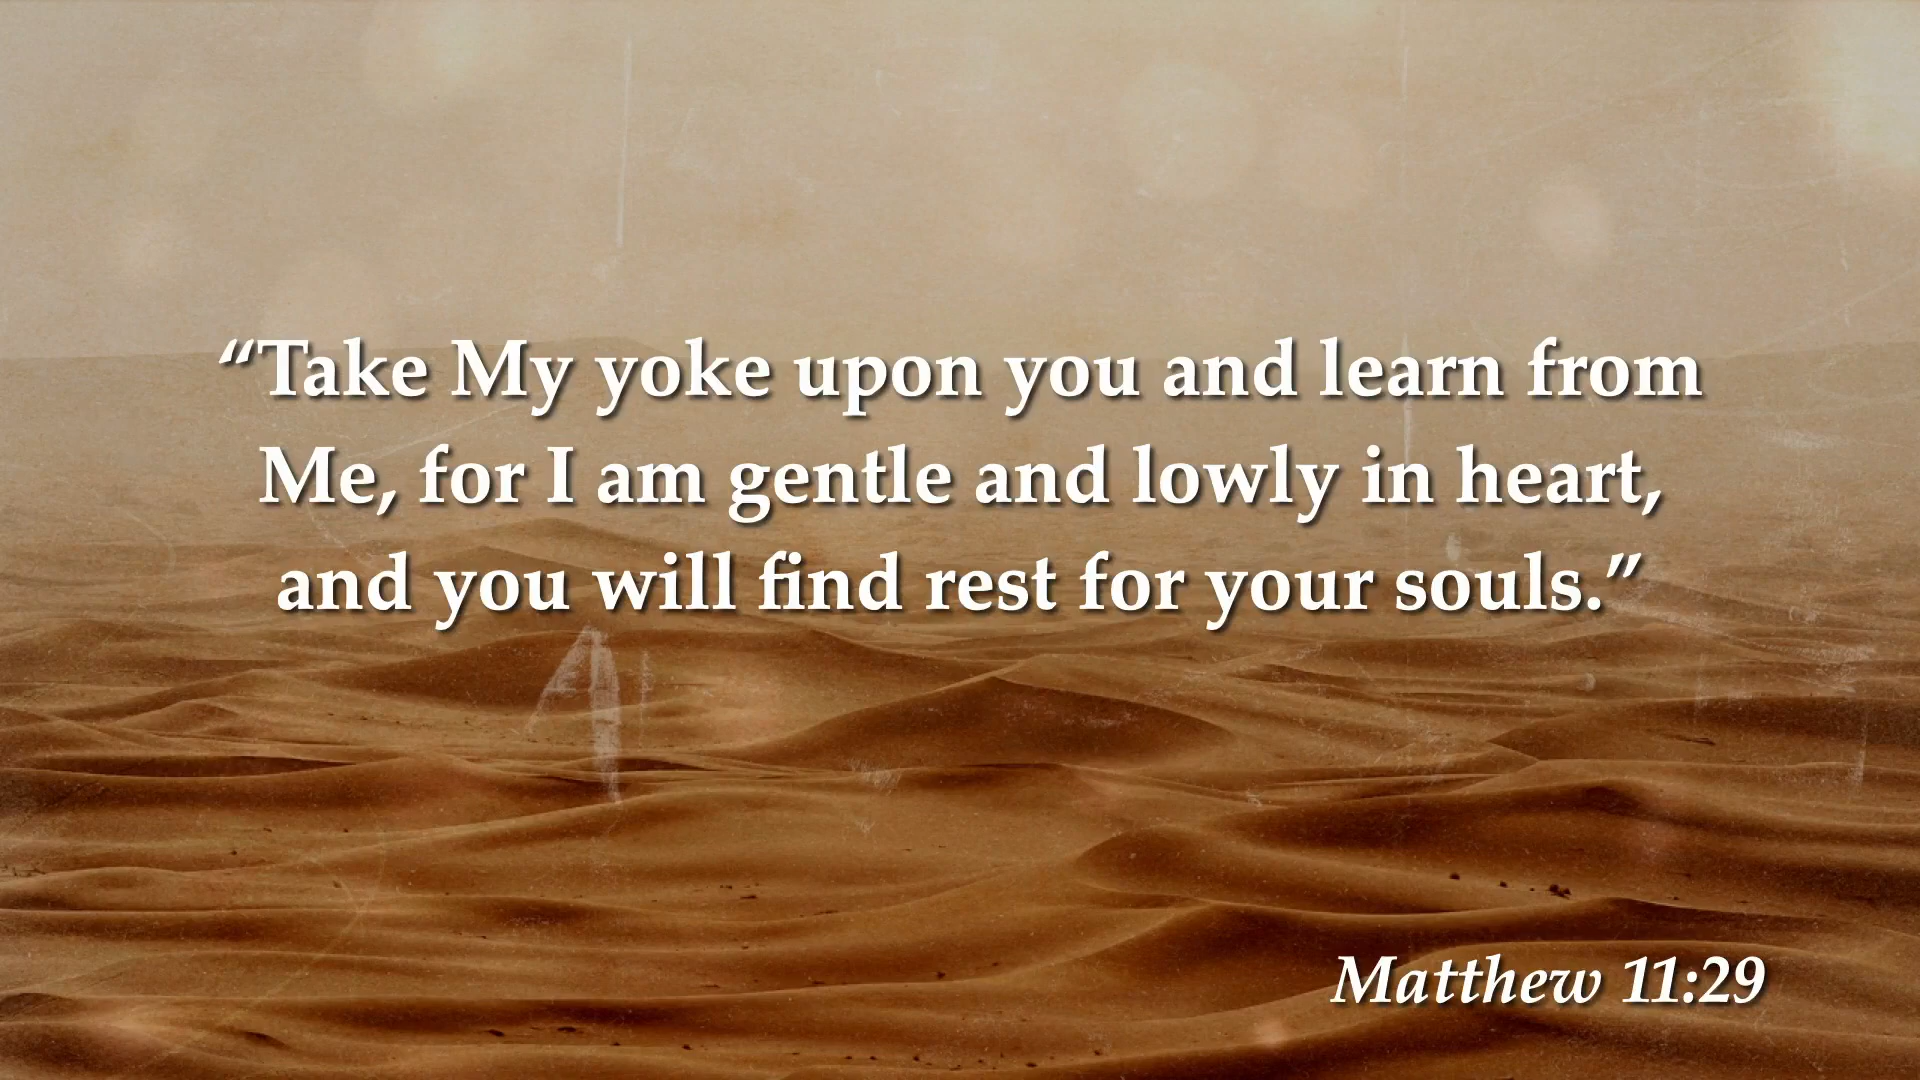 “Take My yoke upon you and learn from
Me, for I am gentle and lowly in heart,
and you will find rest for your souls.”
Matthew 11:29